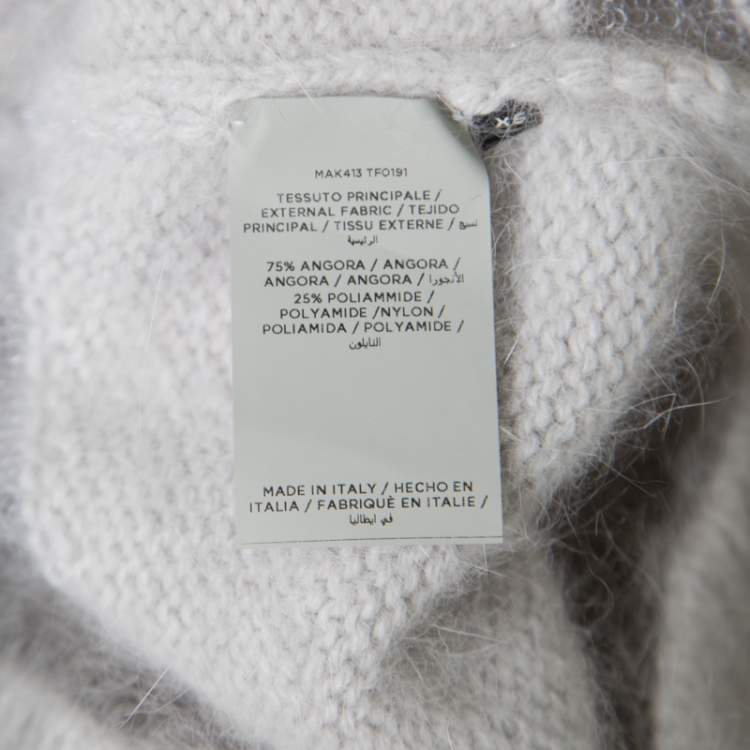 XS
MAK413 TF0191
TESSUTO PRINCIPALE /
EXTERNAL FABRIC / TEJIDO
PRINCIPAL / TISSU EXTERNE / نسيج
الرئيسية
75% ANGORA / ANGORA /
ANGORA / ANGORA / الأنجورا
25% POLIAMMIDE /
POLYAMIDE /NYLON /
POLIAMIDA / POLYAMIDE /
النايلون
MADE IN ITALY / HECHO EN
ITALIA / FABRIQUÈ EN ITALIE /
في ايطاليا